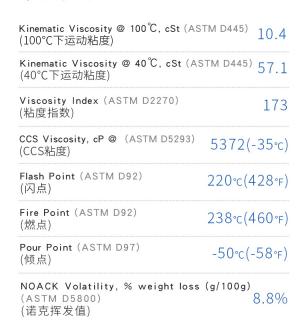 Kinematic Viscosity @ 100℃, cSt (ASTM D445) 10.4
(100℃下运动粘度)
Kinematic Viscosity @ 40℃, cSt (ASTM D445) 57.1
(40℃下运动粘度)
Viscosity Index (ASTM D2270) 173
(粘度指数)
CCS Viscosity, cP @ (ASTM D5293) 5372(-35℃)
(CCS粘度)
Flash Point (ASTM D92) 220℃(428℉)
(闪点)
Fire Point (ASTM D92) 238℃(460℉)
(燃点)
Pour Point (ASTM D97) -50℃(-58℉)
(倾点)
NOACK Volatility, % weight loss (g/100g)
(ASTM D5800) 8.8%
(诺克挥发值)